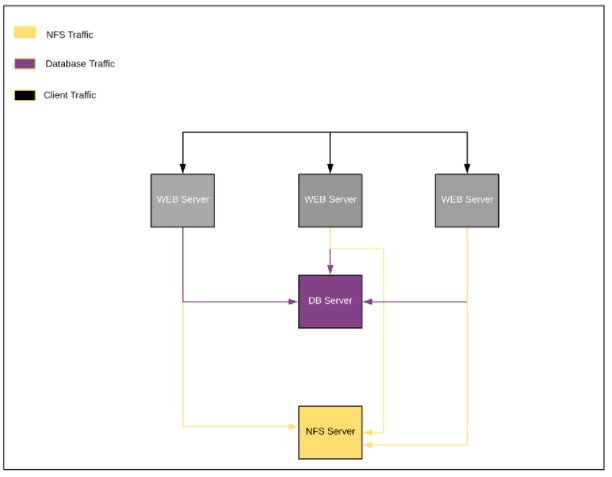 NFS Traffic
Database Traffic
Client Traffic
WEB Server
WEB Server
WEB Server
DB Server
NFS Server